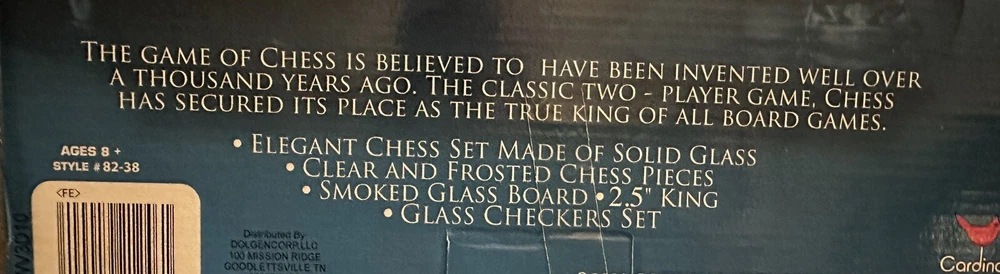 The game of Chess is believed to have been invented well over
a thousand years ago. The classic two - player game, Chess
has secured its place as the true king of all board games.
• Elegant Chess Set Made of Solid Glass
• Clear and Frosted Chess Pieces
• Smoked Glass Board • 2.5" King
• Glass Checkers Set
AGES 8 +
STYLE # 82-38
<FE>
Distributed By
DOLGENCORP,LLC
100 MISSION RIDGE
GOODLETTSVILLE, TN